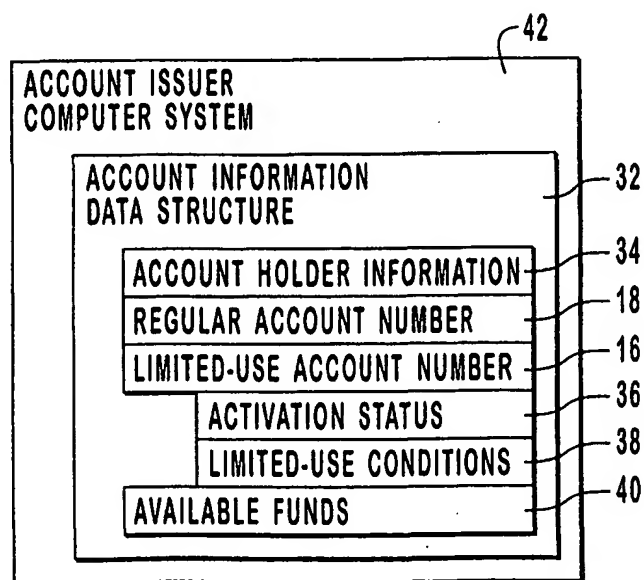 42
ACCOUNT ISSUER
COMPUTER SYSTEM
ACCOUNT INFORMATION
DATA STRUCTURE
32
ACCOUNT HOLDER INFORMATION
34
REGULAR ACCOUNT NUMBER
18
LIMITED-USE ACCOUNT NUMBER
16
ACTIVATION STATUS
36
LIMITED-USE CONDITIONS
38
AVAILABLE FUNDS
40